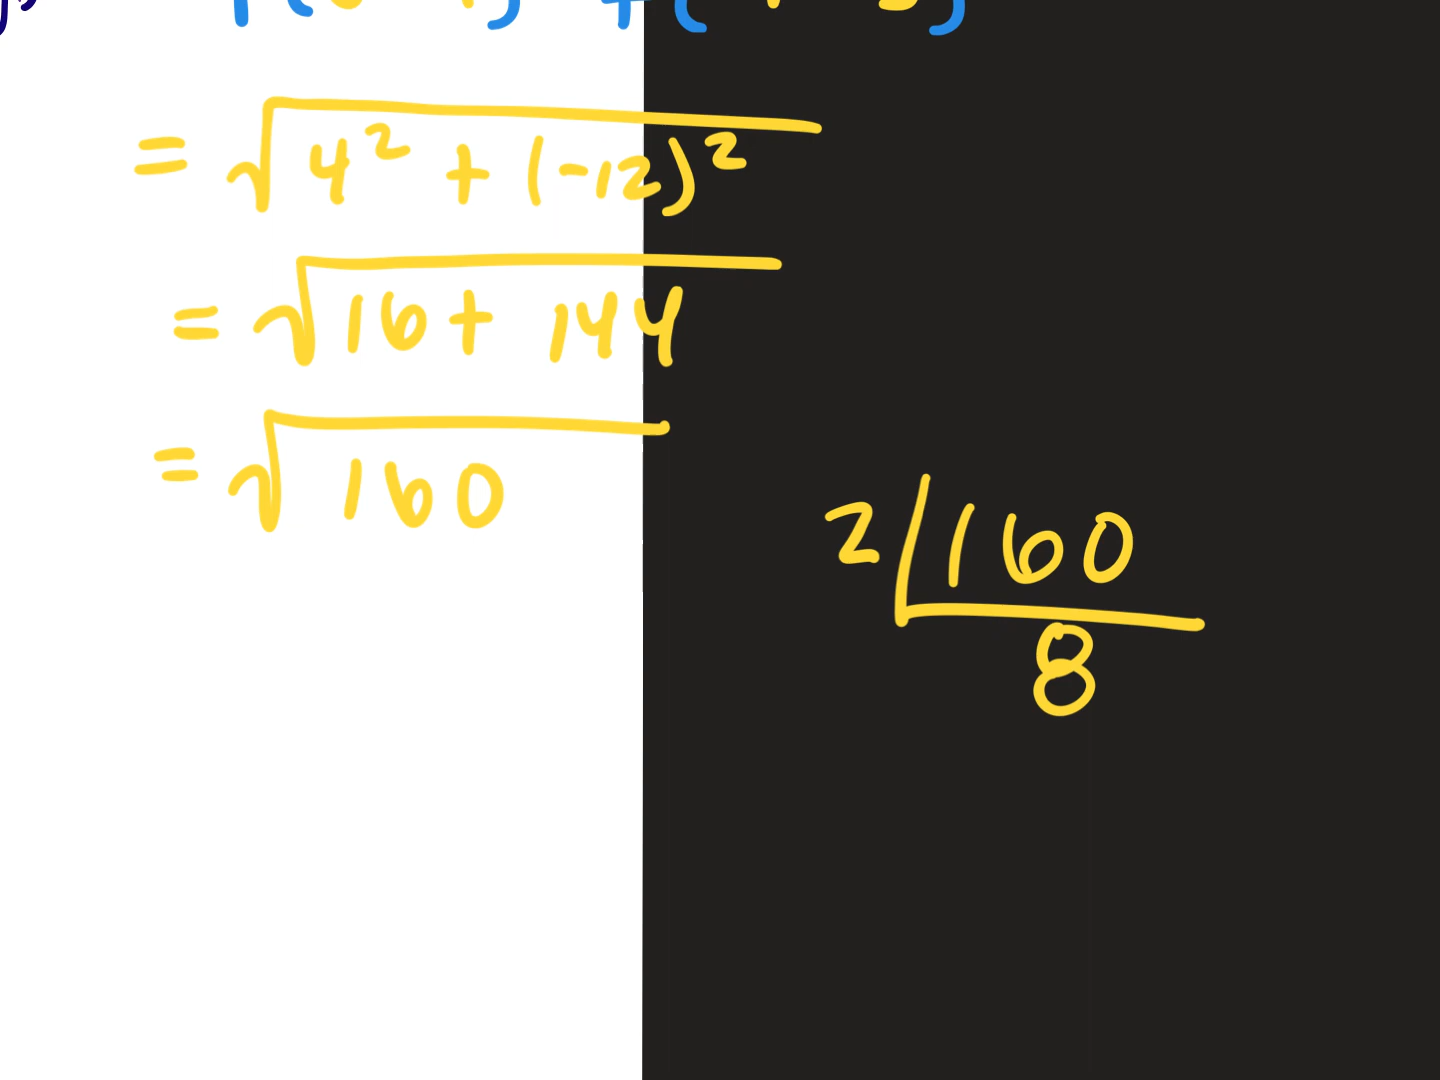 = √4² + (-12)²
= √16 + 144
= √160
2 160
8